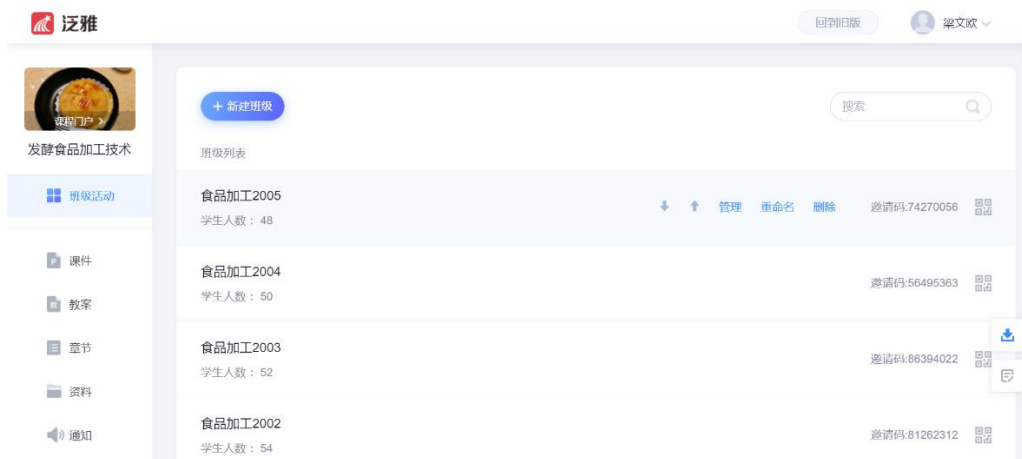 泛雅
回到旧版
梁文欧
课程门户 >
发酵食品加工技术
班级活动
课件
教案
章节
资料
通知
+ 新建班级
搜索
班级列表
食品加工2005
学生人数： 48
管理 重命名 删除 邀请码:74270056
食品加工2004
学生人数： 50
邀请码:56495363
食品加工2003
学生人数： 52
邀请码:86394022
食品加工2002
学生人数： 54
邀请码:81262312